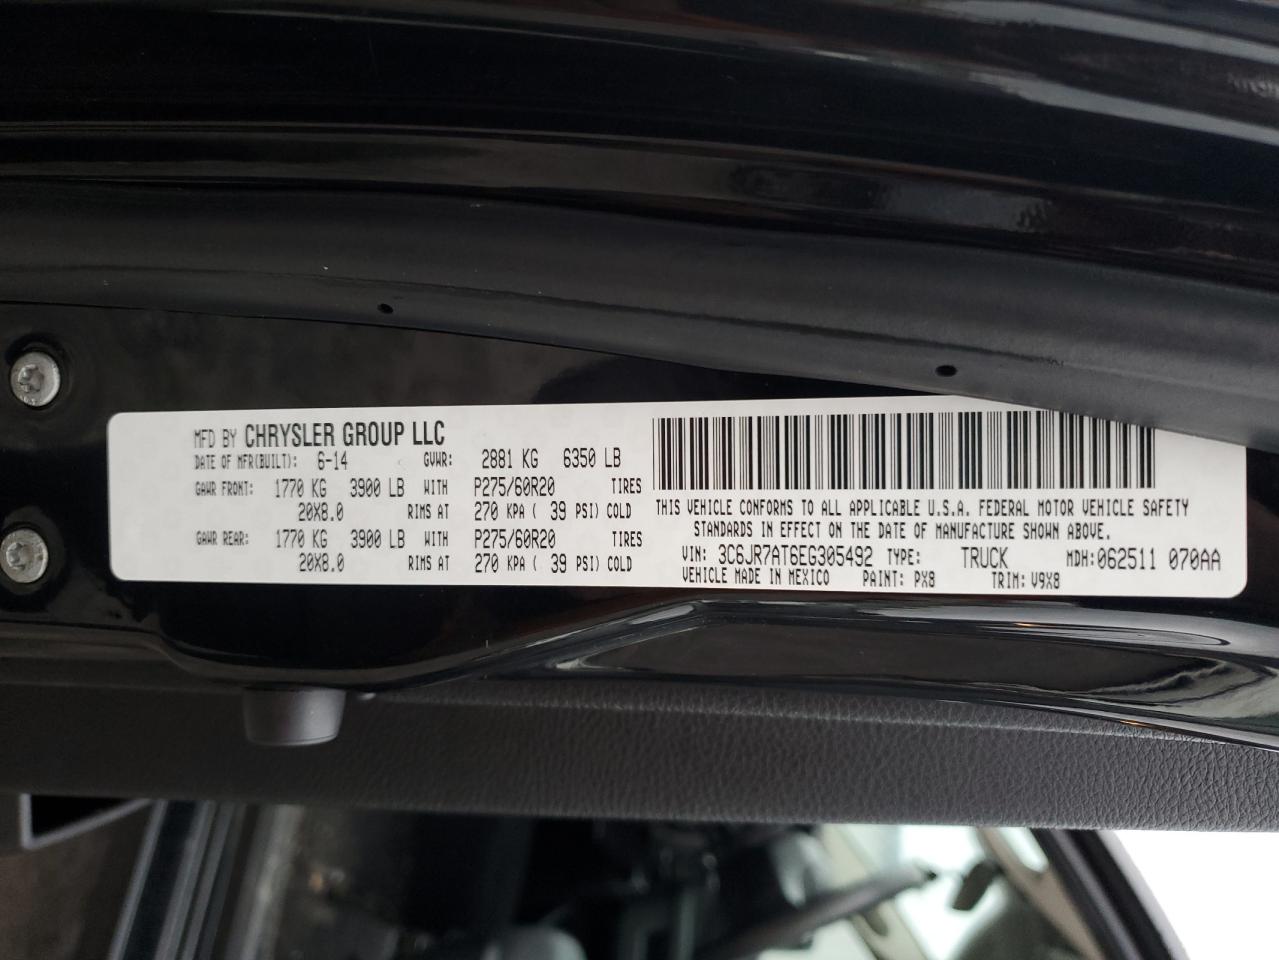 MFD BY CHRYSLER GROUP LLC
DATE OF MFR(BUILT): 6-14 GVWR: 2881 KG 6350 LB
GAWR FRONT: 1770 KG 3900 LB WITH P275/60R20 TIRES
20X8.0 RIMS AT 270 KPA ( 39 PSI) COLD
GAWR REAR: 1770 KG 3900 LB WITH P275/60R20 TIRES
20X8.0 RIMS AT 270 KPA ( 39 PSI) COLD
THIS VEHICLE CONFORMS TO ALL APPLICABLE U.S.A. FEDERAL MOTOR VEHICLE SAFETY
STANDARDS IN EFFECT ON THE DATE OF MANUFACTURE SHOWN ABOVE.
VIN: 3C6JR7AT6EG305492 TYPE: TRUCK MDH:062511 070AA
VEHICLE MADE IN MEXICO PAINT: PX8 TRIM: V9X8